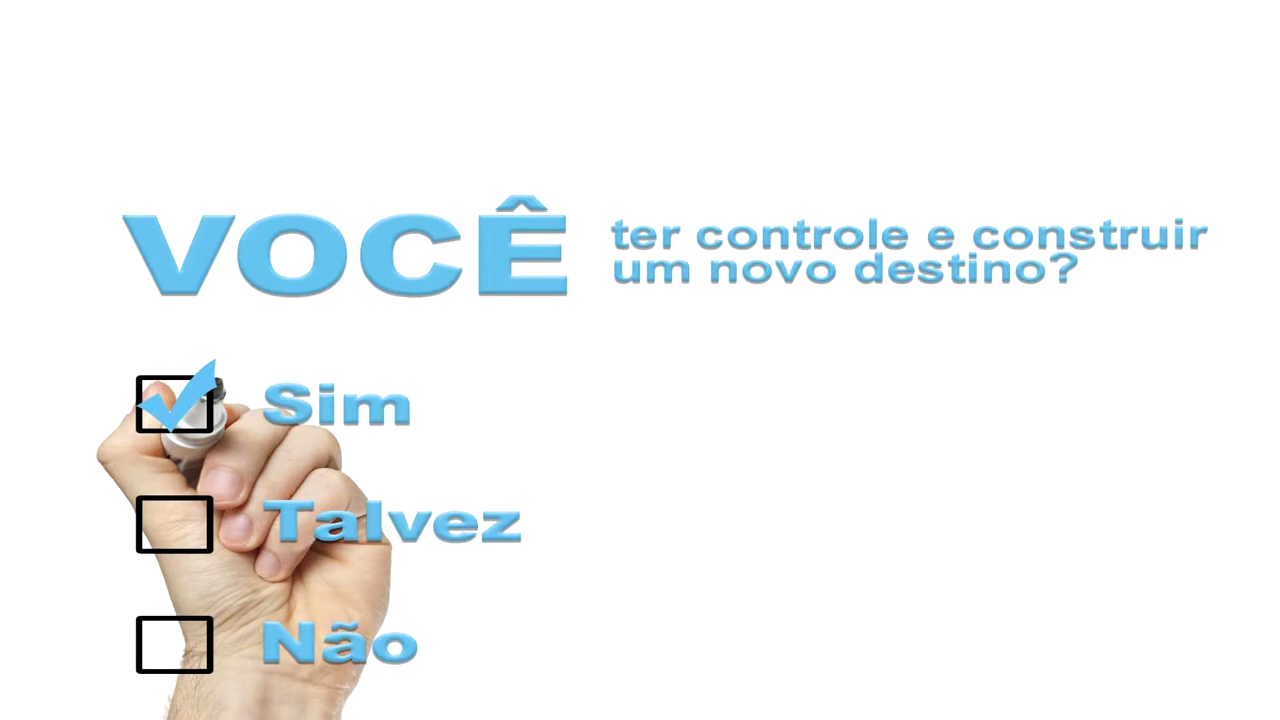 VOCÊ ter controle e construir
um novo destino?
Sim
Talvez
Não